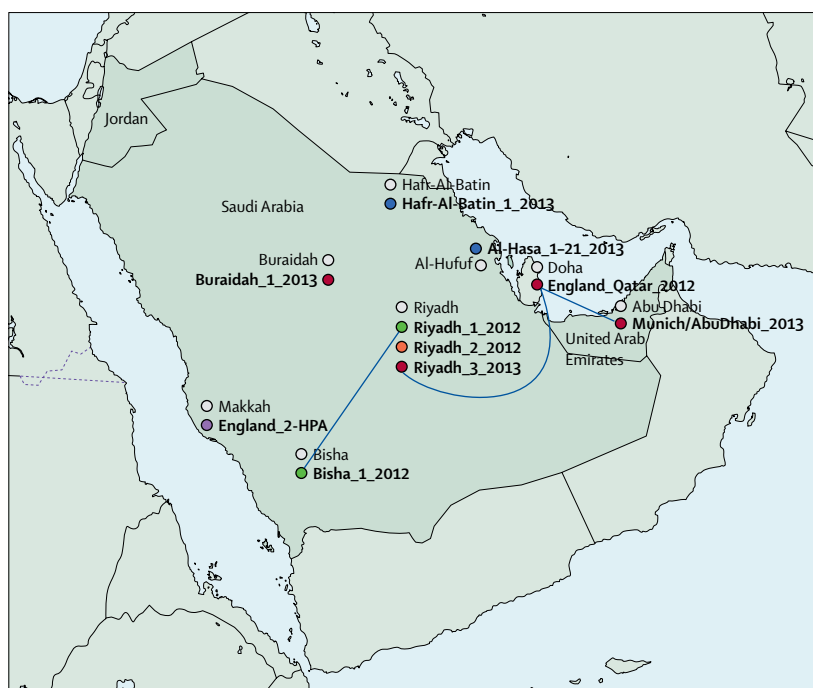 Jordan
Hafr-Al-Batin
Saudi Arabia
Hafr-Al-Batin_1_2013
Al-Hasa_1–21_2013
Buraidah
Al-Hufuf
Doha
Buraidah_1_2013
England_Qatar_2012
Riyadh
Abu Dhabi
Riyadh_1_2012
Munich/AbuDhabi_2013
Riyadh_2_2012
United Arab
Emirates
Riyadh_3_2013
Makkah
England_2-HPA
Bisha
Bisha_1_2012